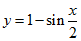 y = 1 − sin x/2